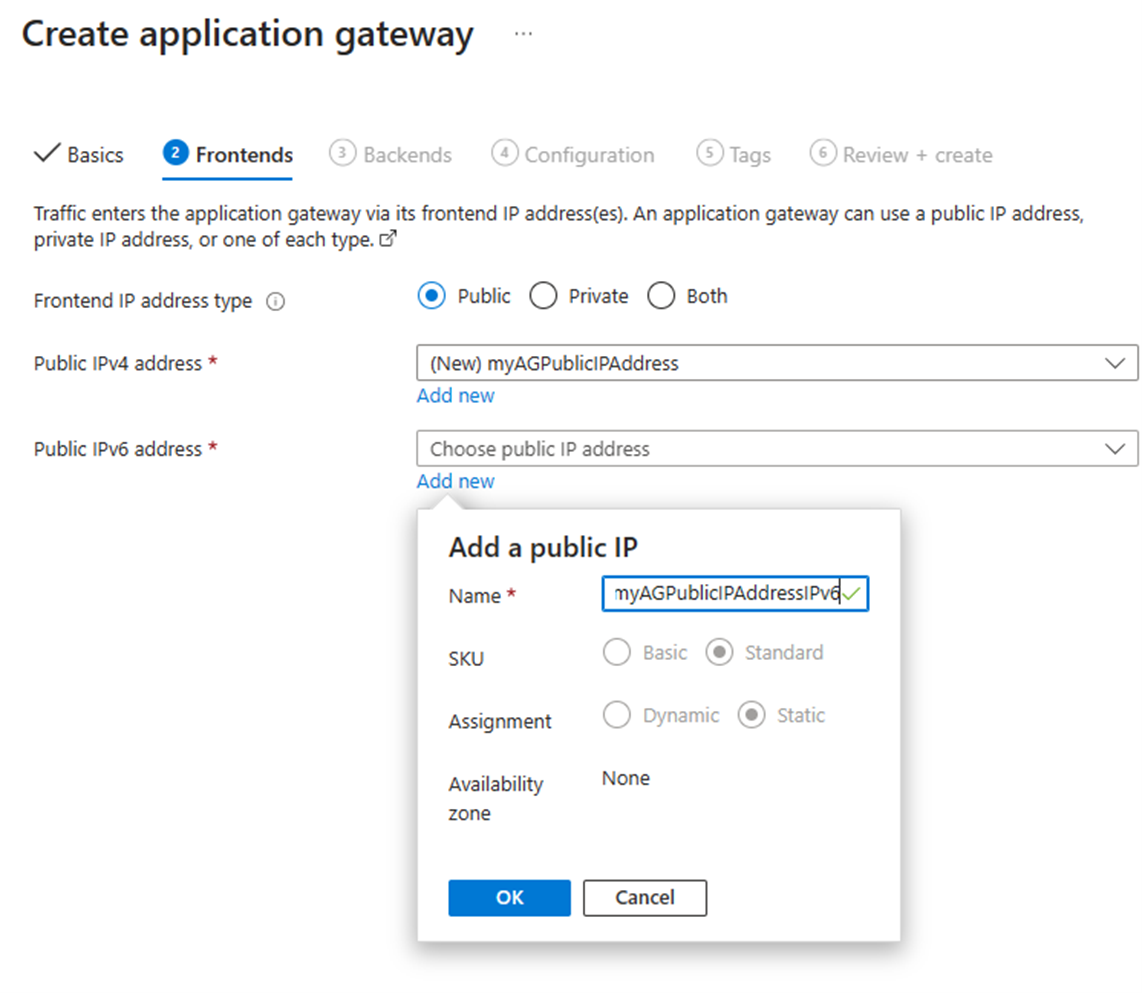 Create application gateway ...
Basics 2 Frontends 3 Backends 4 Configuration 5 Tags 6 Review + create
Traffic enters the application gateway via its frontend IP address(es). An application gateway can use a public IP address,
private IP address, or one of each type.
Frontend IP address type Public Private Both
Public IPv4 address * (New) myAGPublicIPAddress
Add new
Public IPv6 address * Choose public IP address
Add new
Add a public IP
Name * myAGPublicIPAddressIPv6
SKU Basic Standard
Assignment Dynamic Static
Availability None
zone
OK Cancel